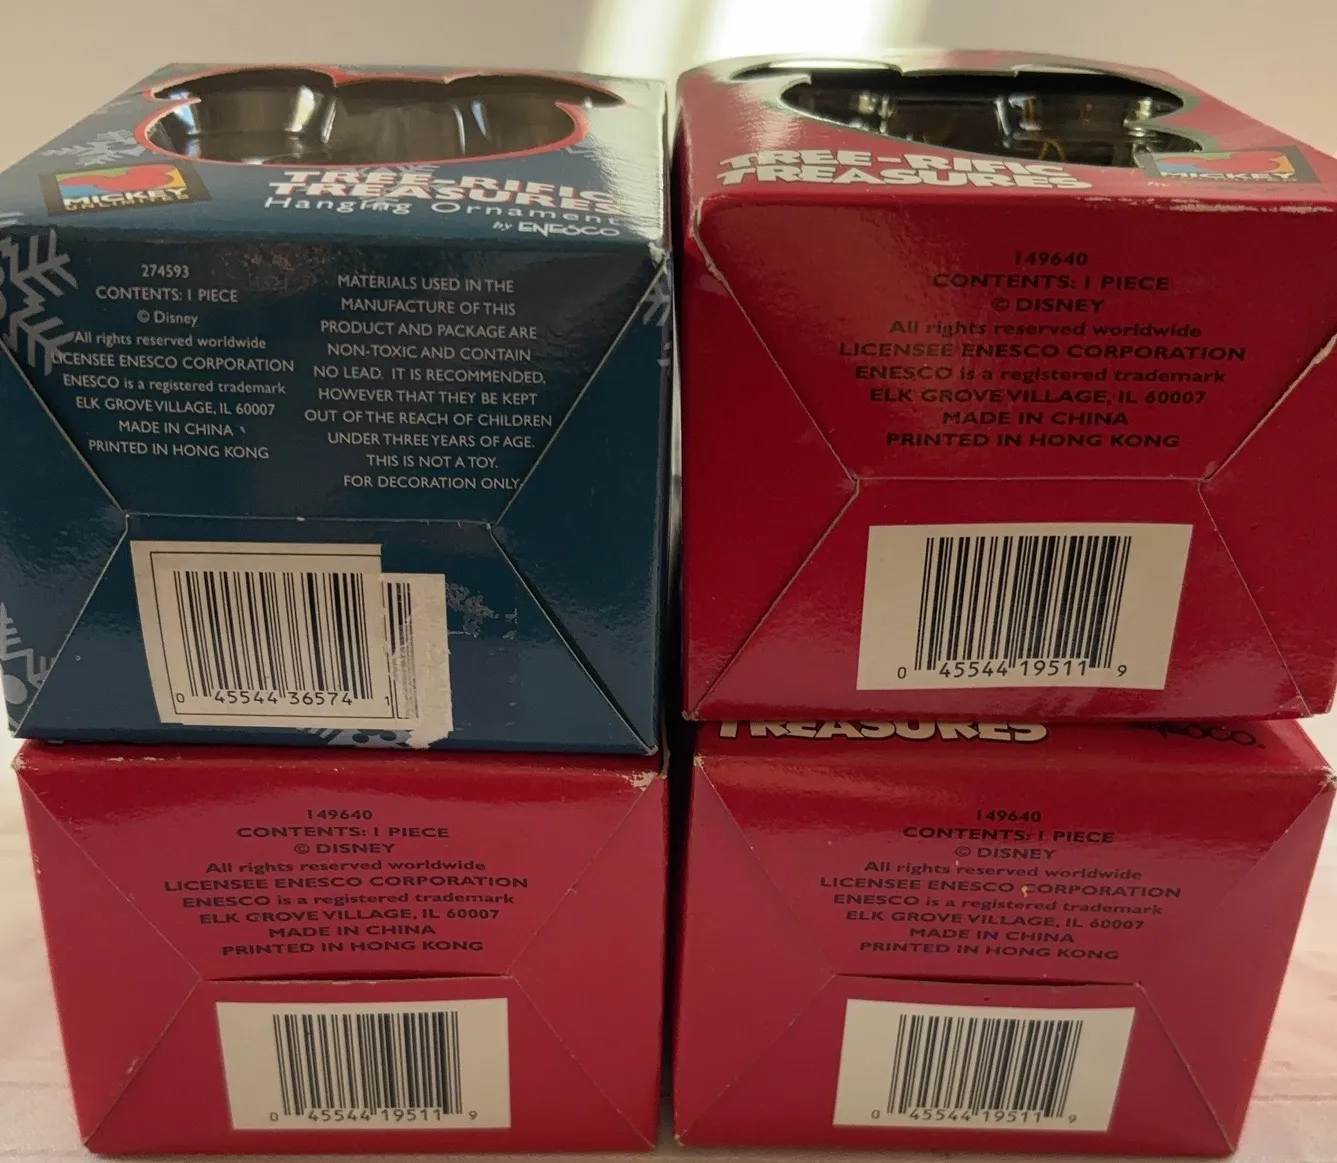 MICKEY
UNLIMITED
TREE-RIFIC
TREASURES
Hanging Ornament
by ENESCO
274593
CONTENTS: 1 PIECE
© Disney
All rights reserved worldwide
LICENSEE ENESCO CORPORATION
ENESCO is a registered trademark
ELK GROVE VILLAGE, IL 60007
MADE IN CHINA
PRINTED IN HONG KONG
MATERIALS USED IN THE
MANUFACTURE OF THIS
PRODUCT AND PACKAGE ARE
NON-TOXIC AND CONTAIN
NO LEAD. IT IS RECOMMENDED,
HOWEVER THAT THEY BE KEPT
OUT OF THE REACH OF CHILDREN
UNDER THREE YEARS OF AGE.
THIS IS NOT A TOY.
FOR DECORATION ONLY.
0 45544 36574 1
TREE-RIFIC
TREASURES
MICKEY
149640
CONTENTS: 1 PIECE
© DISNEY
All rights reserved worldwide
LICENSEE ENESCO CORPORATION
ENESCO is a registered trademark
ELK GROVE VILLAGE, IL 60007
MADE IN CHINA
PRINTED IN HONG KONG
0 45544 19511 9
149640
CONTENTS: 1 PIECE
© DISNEY
All rights reserved worldwide
LICENSEE ENESCO CORPORATION
ENESCO is a registered trademark
ELK GROVE VILLAGE, IL 60007
MADE IN CHINA
PRINTED IN HONG KONG
0 45544 19511 9
TREASURES
149640
CONTENTS: 1 PIECE
© DISNEY
All rights reserved worldwide
LICENSEE ENESCO CORPORATION
ENESCO is a registered trademark
ELK GROVE VILLAGE, IL 60007
MADE IN CHINA
PRINTED IN HONG KONG
0 45544 19511 9